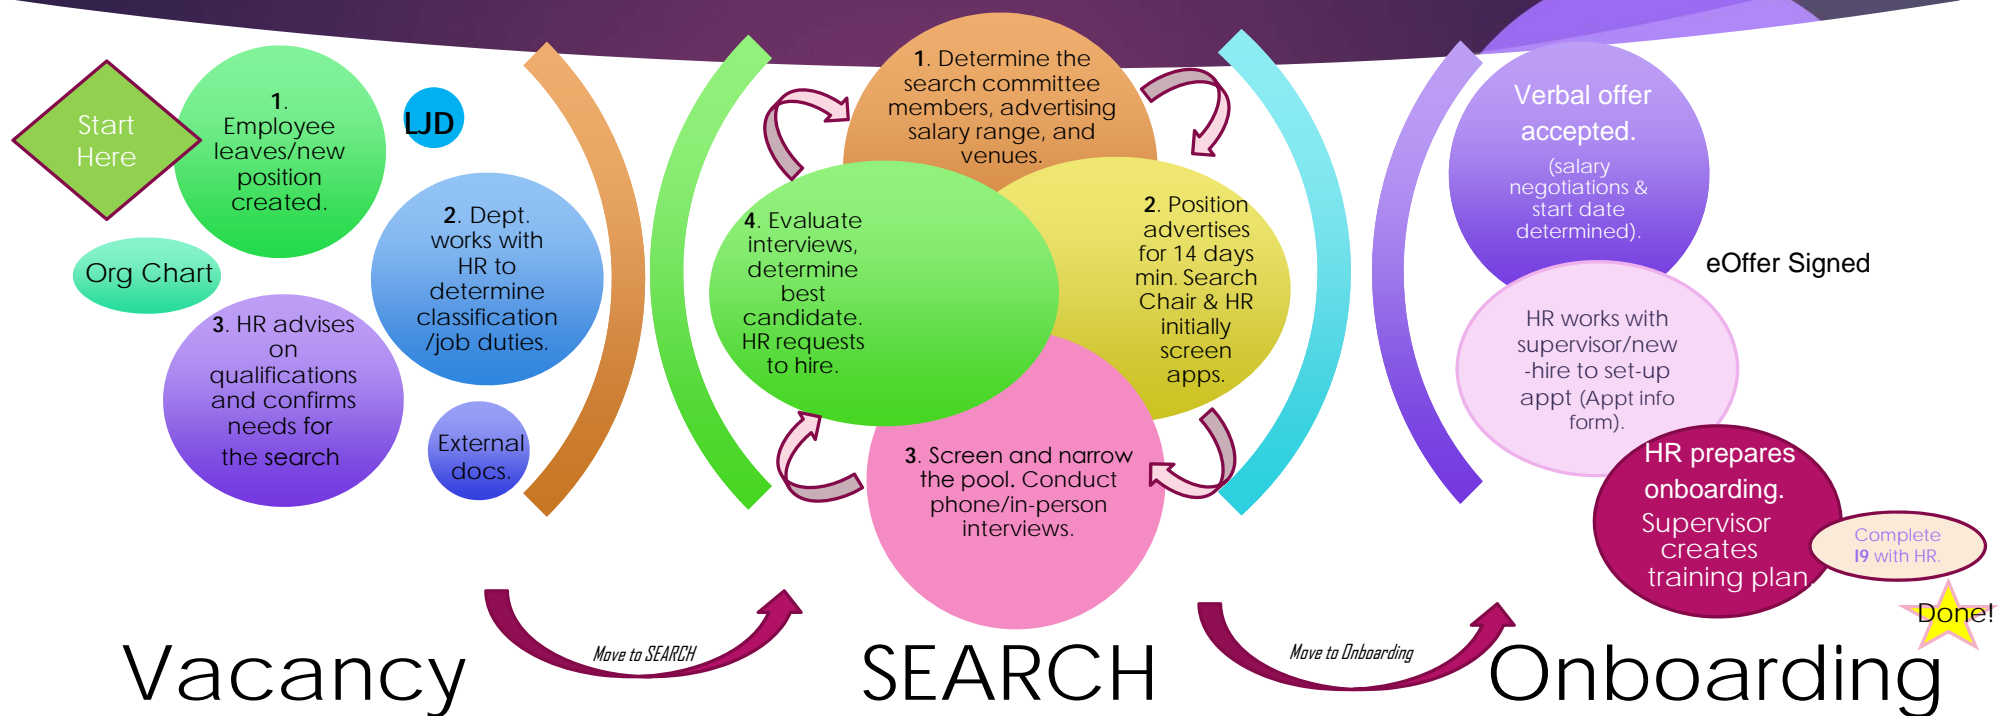 Start
Here
1.
Employee
leaves/new
position
created.
LJD
Org Chart
2. Dept.
works with
HR to
determine
classification
/job duties.
3. HR advises
on
qualifications
and confirms
needs for
the search
External
docs.
Vacancy
Move to SEARCH
1. Determine the
search committee
members, advertising
salary range, and
venues.
2. Position
advertises
for 14 days
min. Search
Chair & HR
initially
screen
apps.
3. Screen and narrow
the pool. Conduct
phone/in-person
interviews.
4. Evaluate
interviews,
determine
best
candidate.
HR requests
to hire.
SEARCH
Move to Onboarding
Verbal offer
accepted.
(salary
negotiations &
start date
determined).
eOffer Signed
HR works with
supervisor/new
-hire to set-up
appt (Appt info
form).
HR prepares
onboarding.
Supervisor
creates
training plan.
Complete
I9 with HR.
Done!
Onboarding